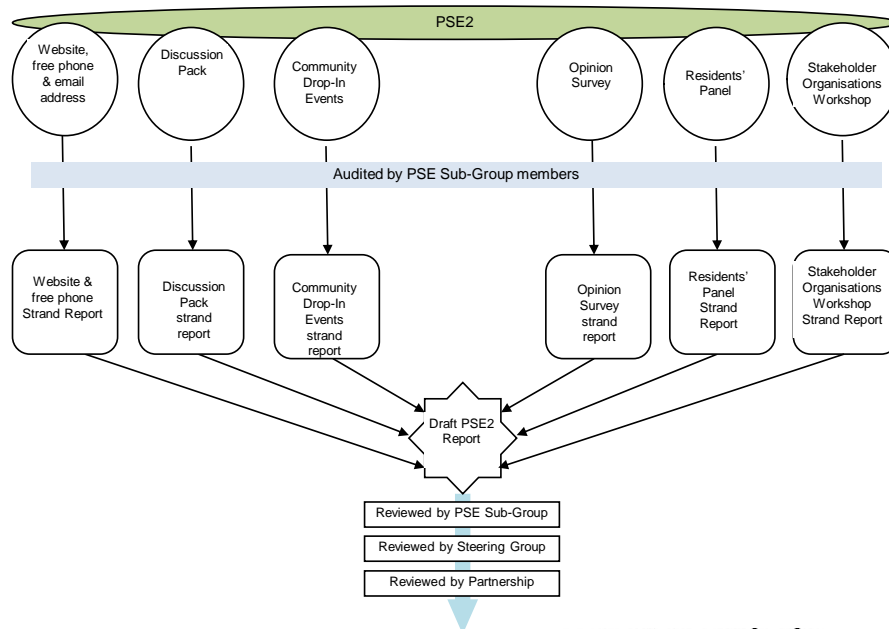 PSE2
Website,
free phone
& email
address
Discussion
Pack
Community
Drop-In
Events
Opinion
Survey
Residents'
Panel
Stakeholder
Organisations
Workshop
Audited by PSE Sub-Group members
Website &
free phone
Strand Report
Discussion
Pack
strand
report
Community
Drop-In
Events
strand
report
Opinion
Survey
strand
report
Residents'
Panel
Strand
Report
Stakeholder
Organisations
Workshop
Strand Report
Draft PSE2
Report
Reviewed by PSE Sub-Group
Reviewed by Steering Group
Reviewed by Partnership